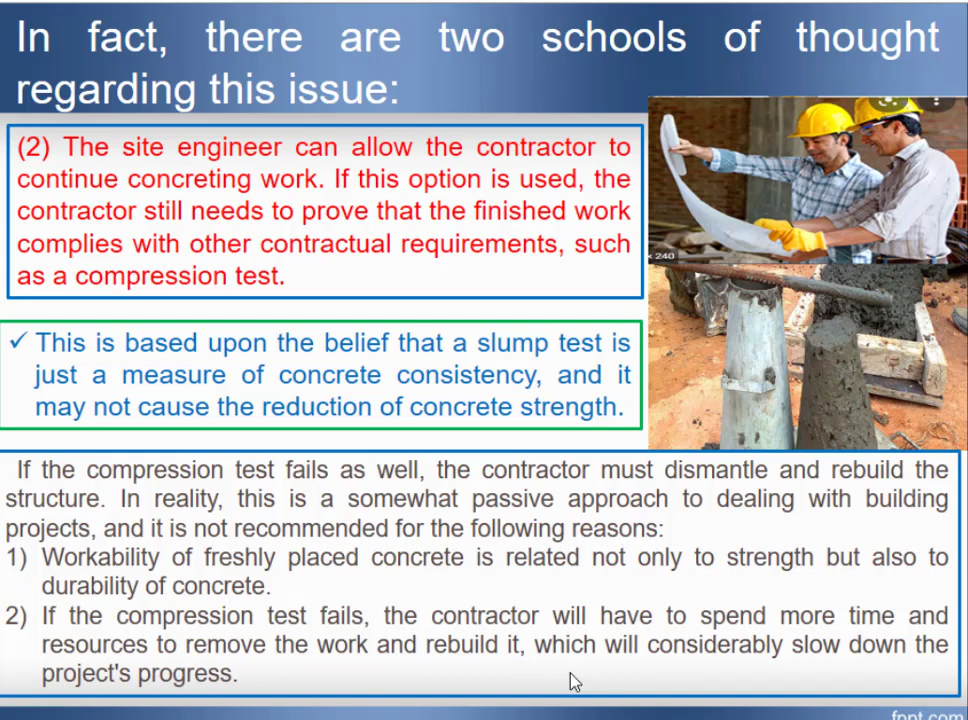 In fact, there are two schools of thought
regarding this issue:
(2) The site engineer can allow the contractor to
continue concreting work. If this option is used, the
contractor still needs to prove that the finished work
complies with other contractual requirements, such
as a compression test.
× 240
✓ This is based upon the belief that a slump test is
just a measure of concrete consistency, and it
may not cause the reduction of concrete strength.
If the compression test fails as well, the contractor must dismantle and rebuild the
structure. In reality, this is a somewhat passive approach to dealing with building
projects, and it is not recommended for the following reasons:
1) Workability of freshly placed concrete is related not only to strength but also to
durability of concrete.
2) If the compression test fails, the contractor will have to spend more time and
resources to remove the work and rebuild it, which will considerably slow down the
project's progress.
fppt.com